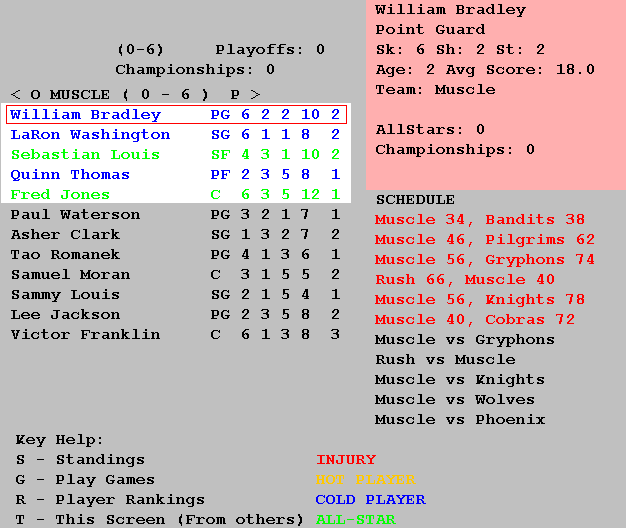 (0-6) Playoffs: 0
Championships: 0
< O MUSCLE ( 0 - 6 ) P >
William Bradley PG 6 2 2 10 2
LaRon Washington SG 6 1 1 8 2
Sebastian Louis SF 4 3 1 10 2
Quinn Thomas PF 2 3 5 8 1
Fred Jones C 6 3 5 12 1
Paul Waterson PG 3 2 1 7 1
Asher Clark SG 1 3 2 7 2
Tao Romanek PG 4 1 3 6 1
Samuel Moran C 3 1 5 5 2
Sammy Louis SG 2 1 5 4 1
Lee Jackson PG 2 3 5 8 2
Victor Franklin C 6 1 3 8 3
William Bradley
Point Guard
Sk: 6 Sh: 2 St: 2
Age: 2 Avg Score: 18.0
Team: Muscle
AllStars: 0
Championships: 0
SCHEDULE
Muscle 34, Bandits 38
Muscle 46, Pilgrims 62
Muscle 56, Gryphons 74
Rush 66, Muscle 40
Muscle 56, Knights 78
Muscle 40, Cobras 72
Muscle vs Gryphons
Rush vs Muscle
Muscle vs Knights
Muscle vs Wolves
Muscle vs Phoenix
Key Help:
S - Standings INJURY
G - Play Games HOT PLAYER
R - Player Rankings COLD PLAYER
T - This Screen (From others) ALL-STAR